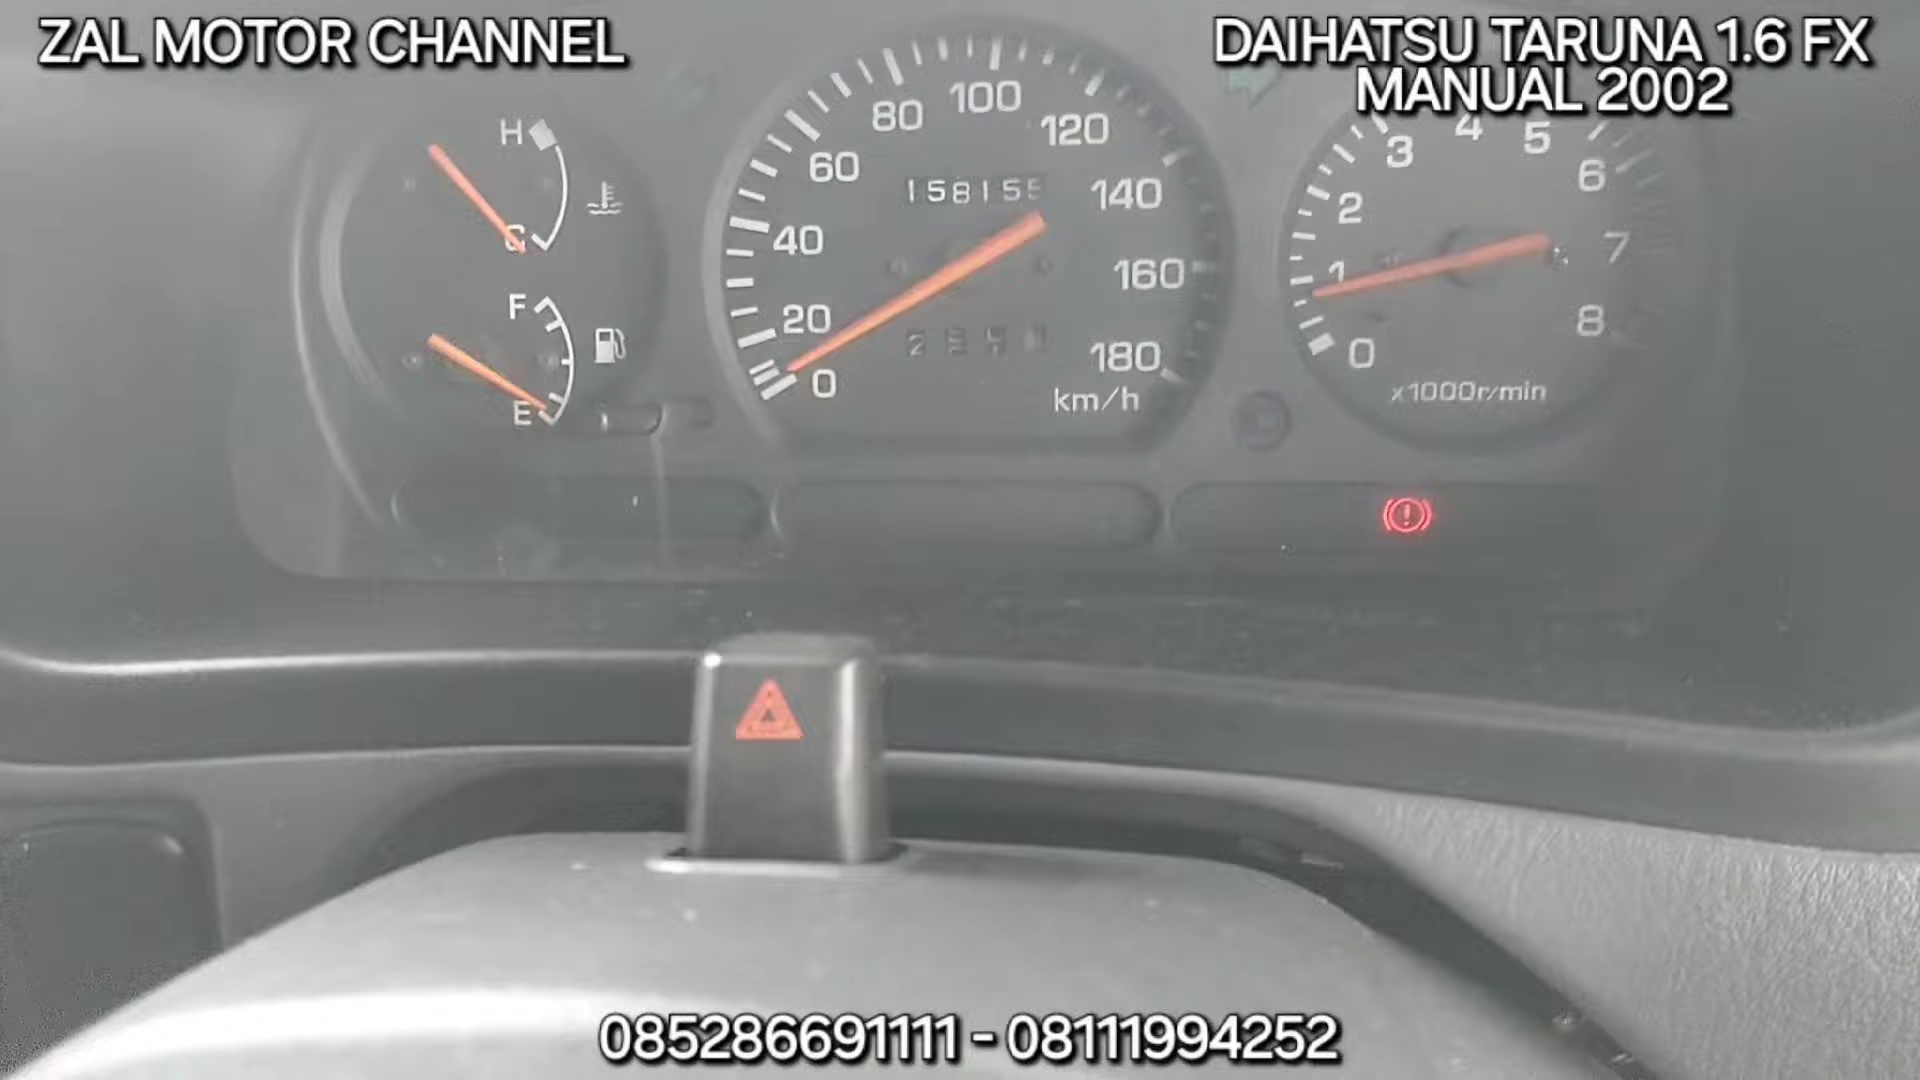 ZAL MOTOR CHANNEL
DAIHATSU TARUNA 1.6 FX
MANUAL 2002
H
C
F
E
0
20
40
60
80
100
120
140
160
180
158155
km/h
0
1
2
3
4
5
6
7
8
x1000r/min
085286691111 - 08111994252